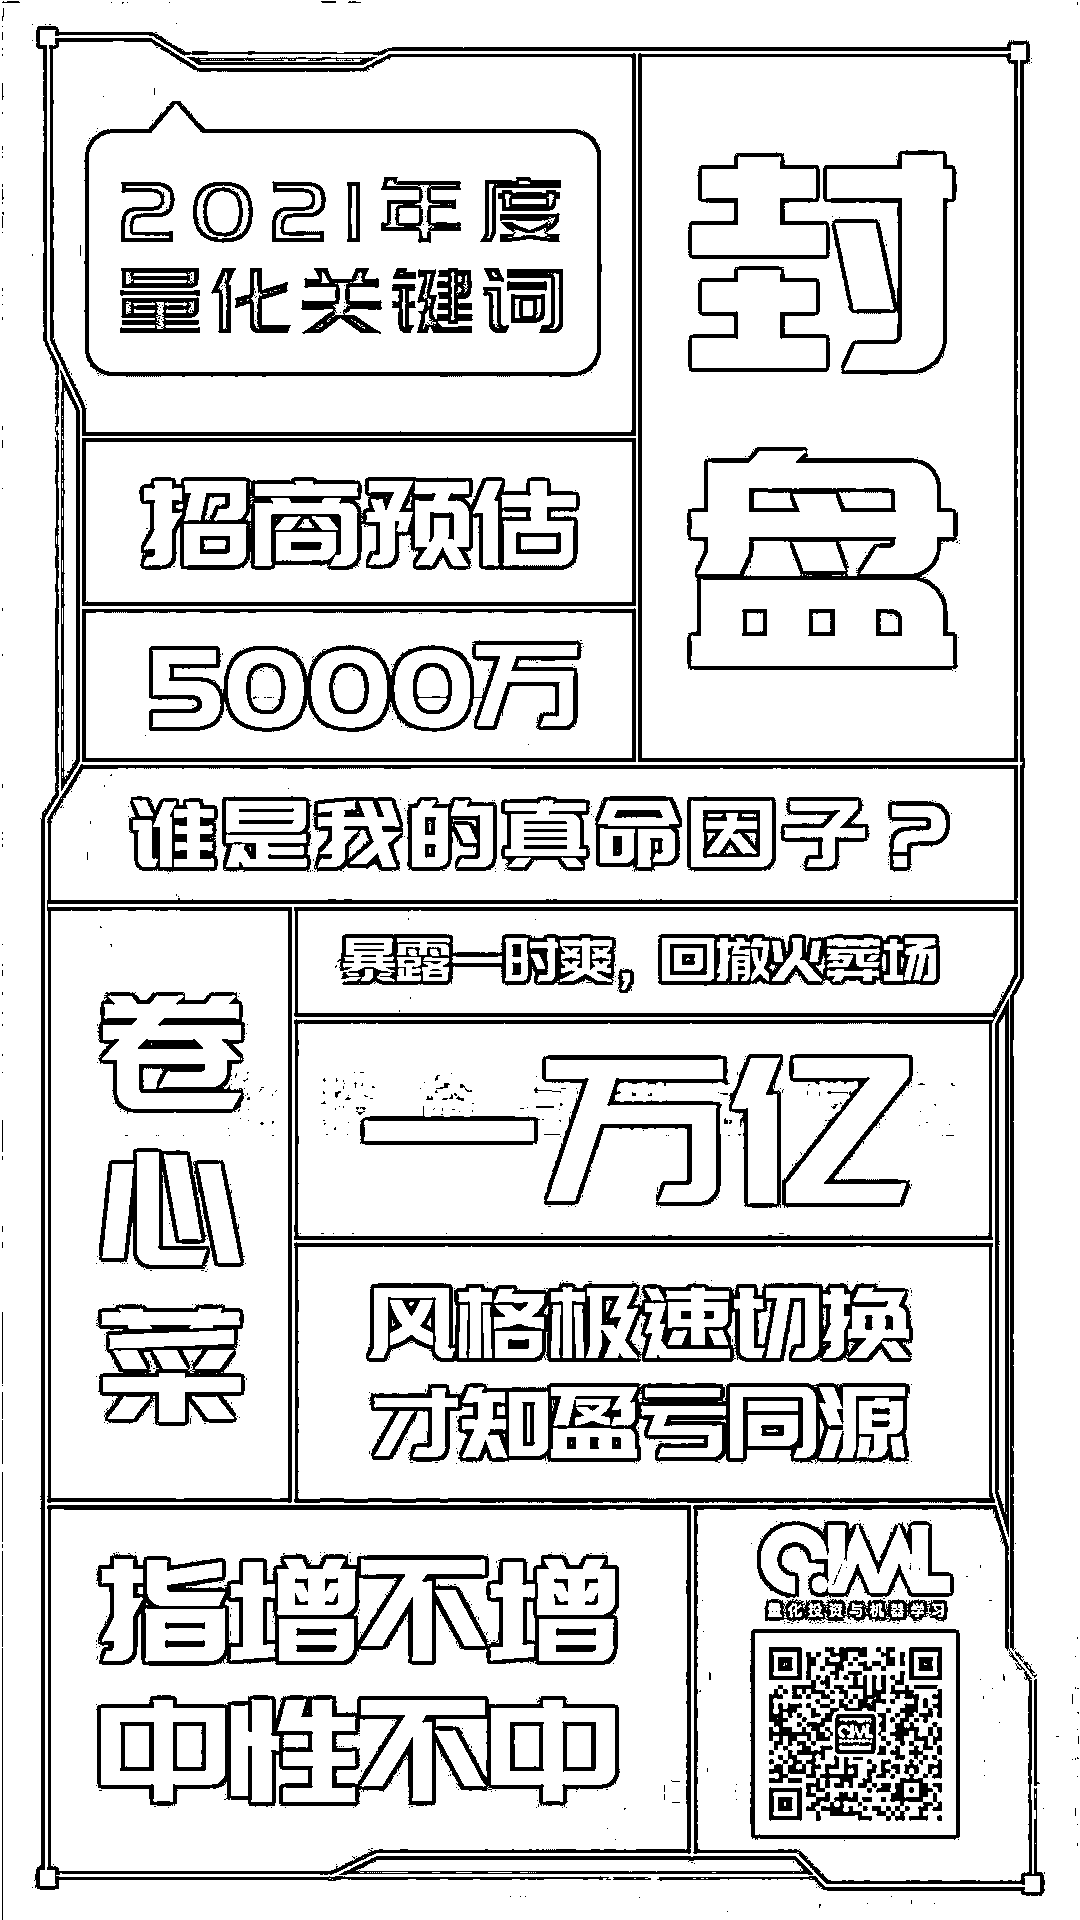 2021年度
量化关键词
封盘
招商预估
5000万
谁是我的真命因子？
卷心菜
暴露一时爽，回撤火葬场
一万亿
风格极速切换
才知盈亏同源
指增不增
中性不中
QIML
量化投资与机器学习